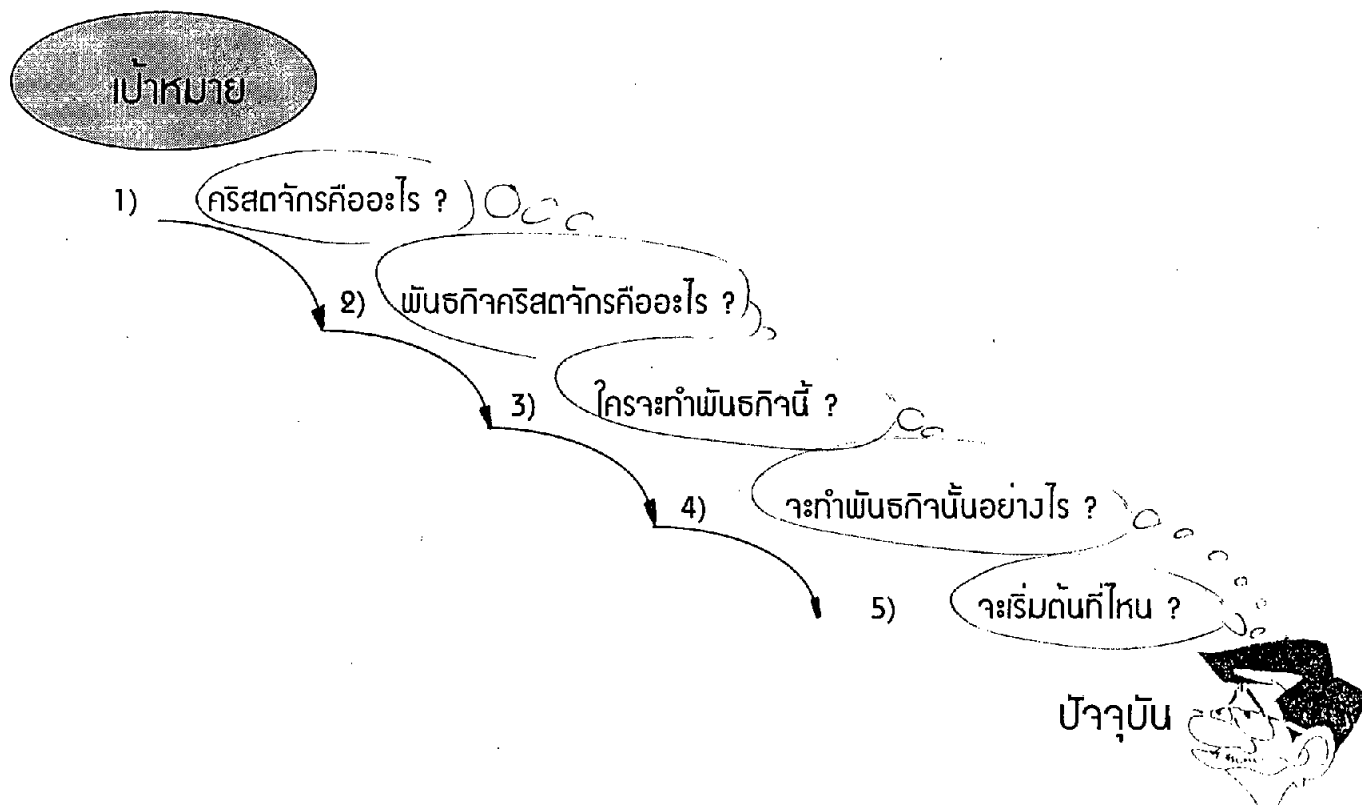 เป้าหมาย
1) คริสตจักรคืออะไร ?
2) พันธกิจคริสตจักรคืออะไร ?
3) ใครจะทำพันธกิจนี้ ?
4) จะทำพันธกิจนั้นอย่างไร ?
5) จะเริ่มต้นที่ไหน ?
ปัจจุบัน